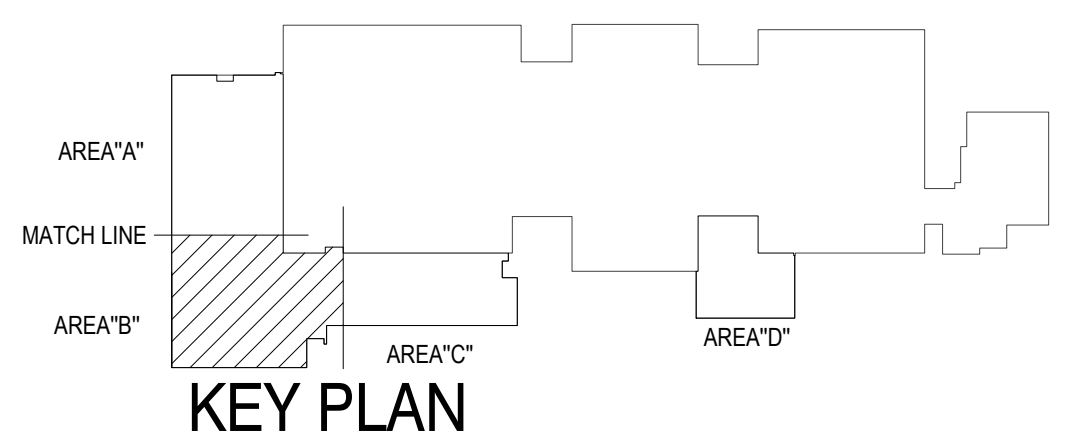 AREA"A"
MATCH LINE
AREA"B"
AREA"C"
AREA"D"
KEY PLAN